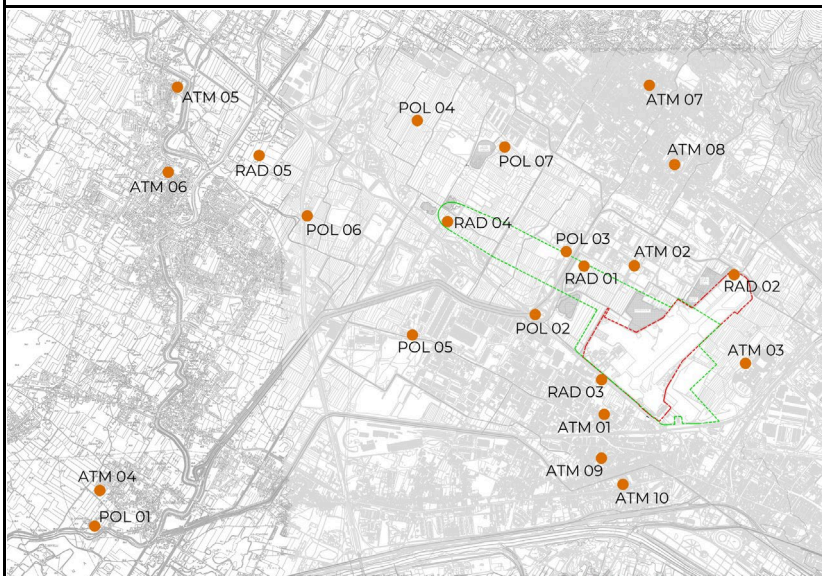 ATM 05
ATM 07
POL 04
ATM 08
POL 07
RAD 05
ATM 06
POL 06
RAD 04
POL 03
ATM 02
RAD 01
RAD 02
POL 02
POL 05
ATM 03
RAD 03
ATM 01
ATM 09
ATM 04
ATM 10
POL 01